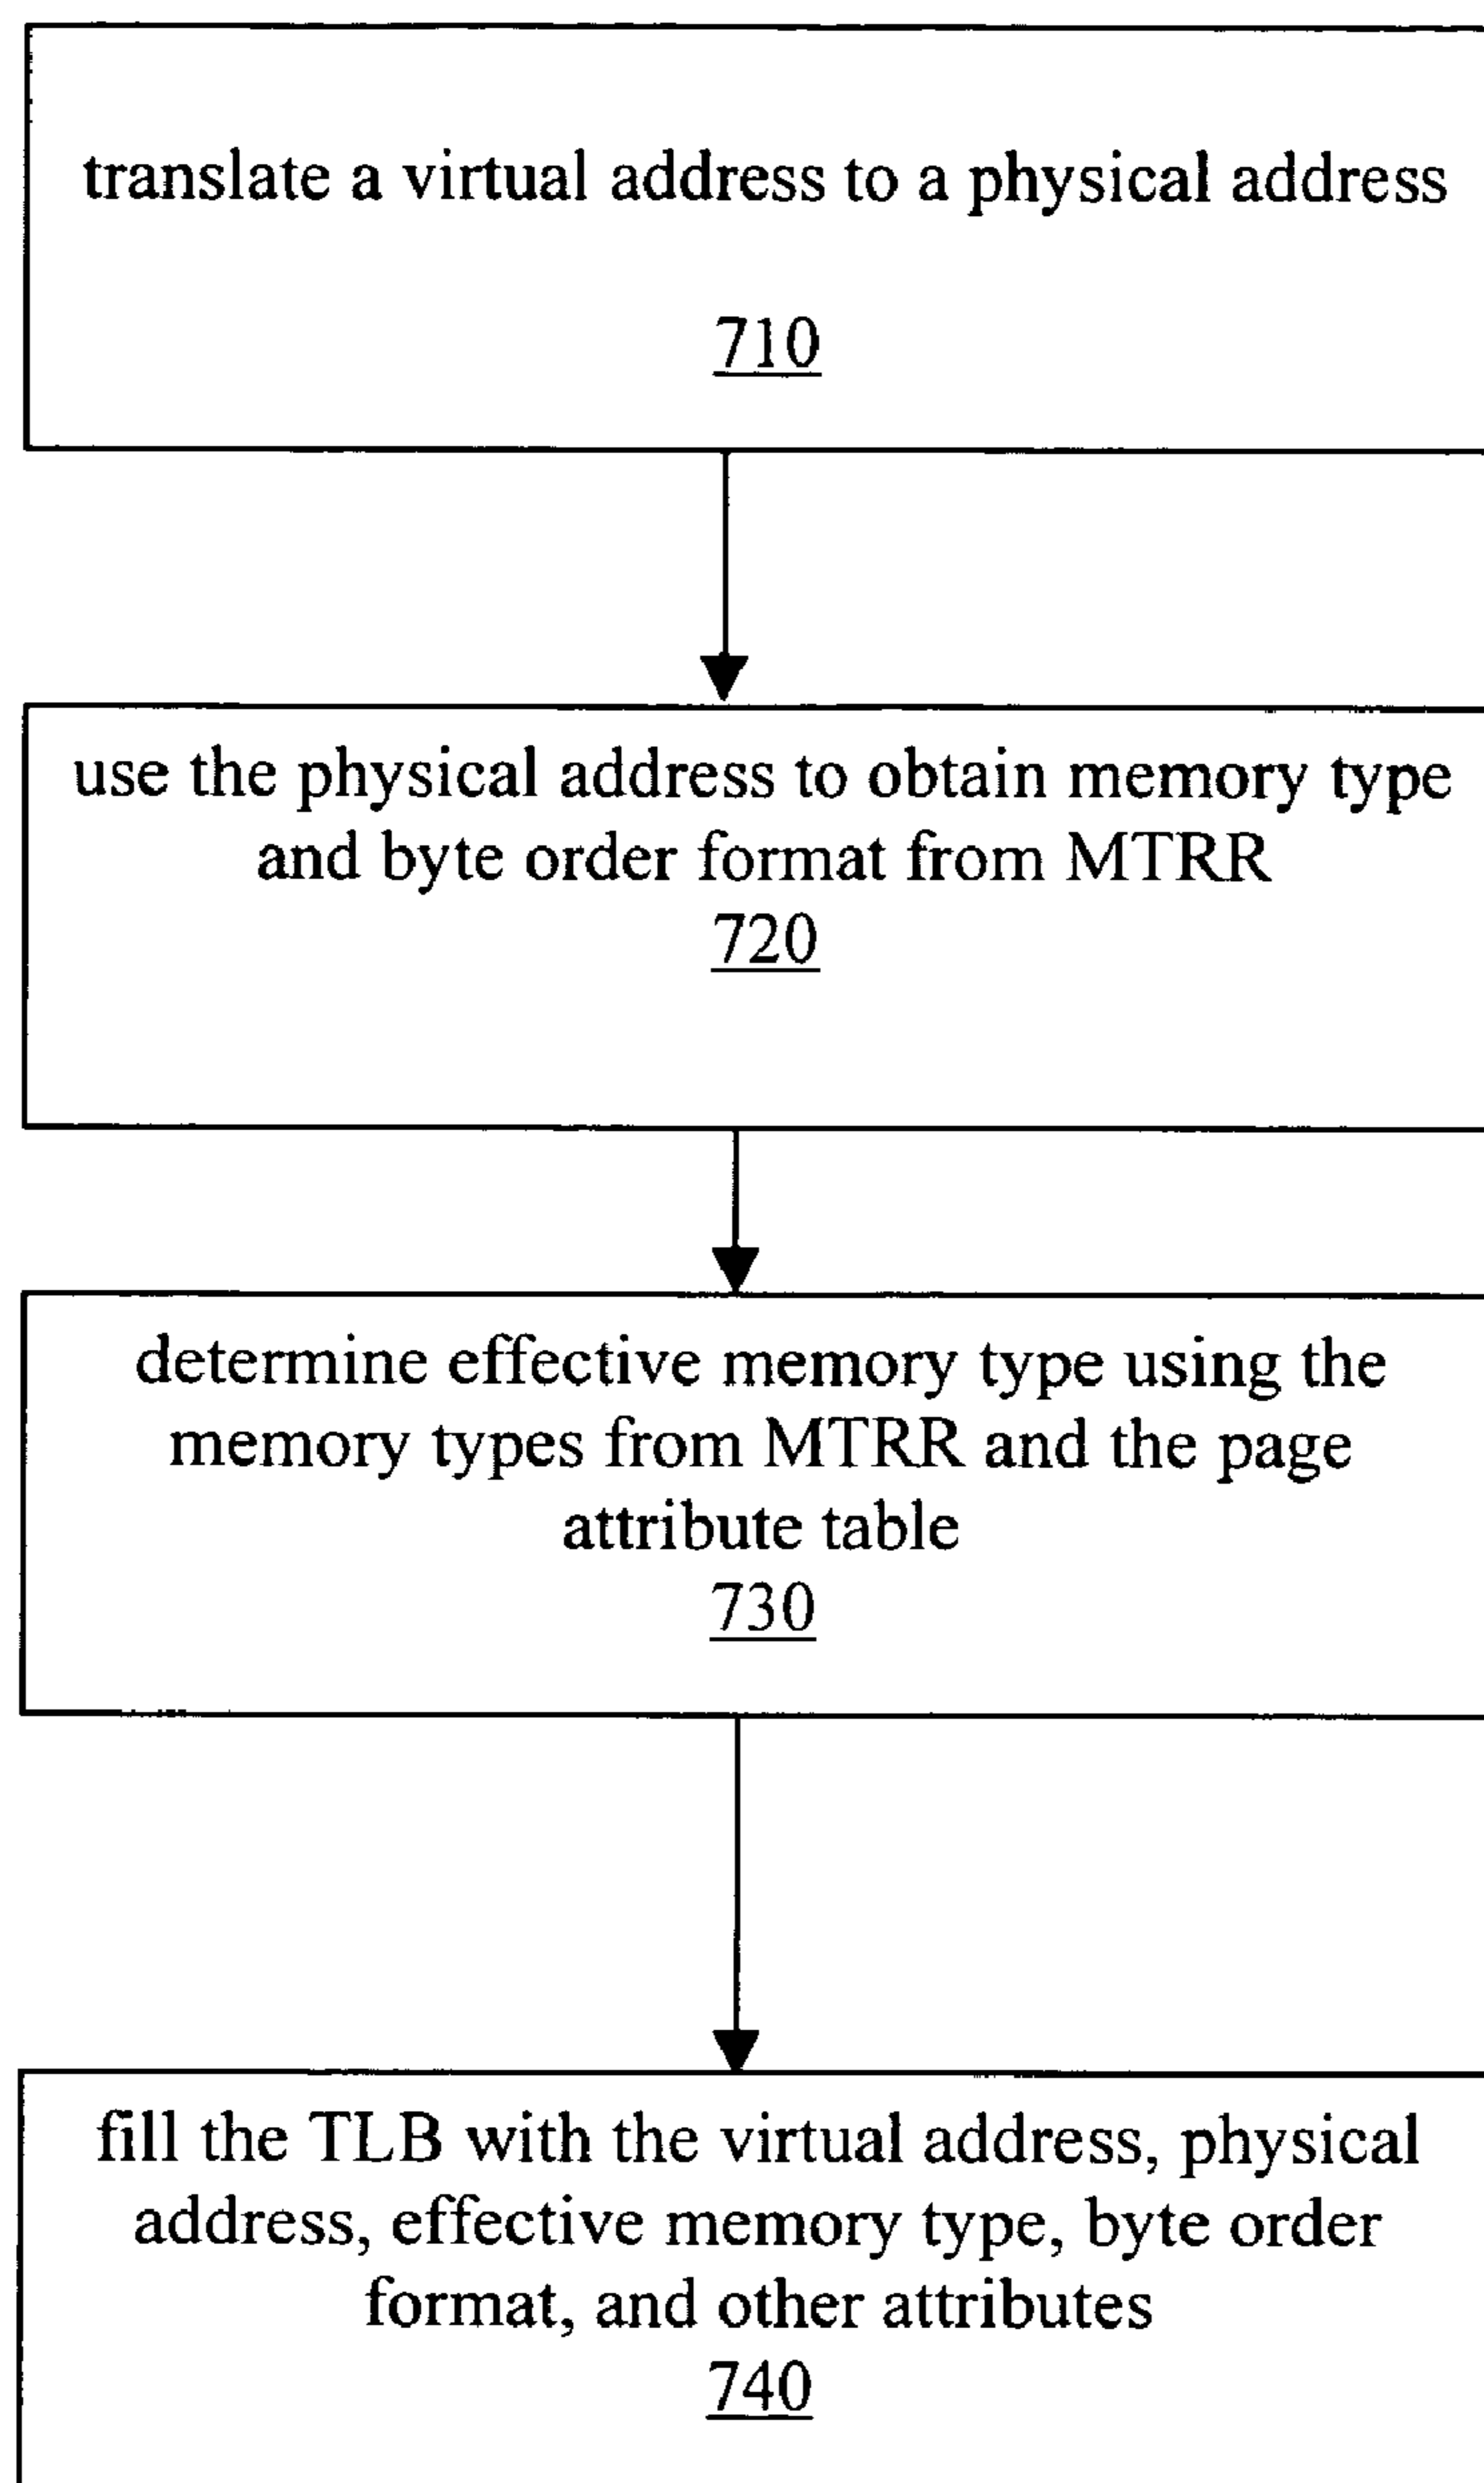 translate a virtual address to a physical address
710
use the physical address to obtain memory type
and byte order format from MTRR
720
determine effective memory type using the
memory types from MTRR and the page
attribute table
730
fill the TLB with the virtual address, physical
address, effective memory type, byte order
format, and other attributes
740